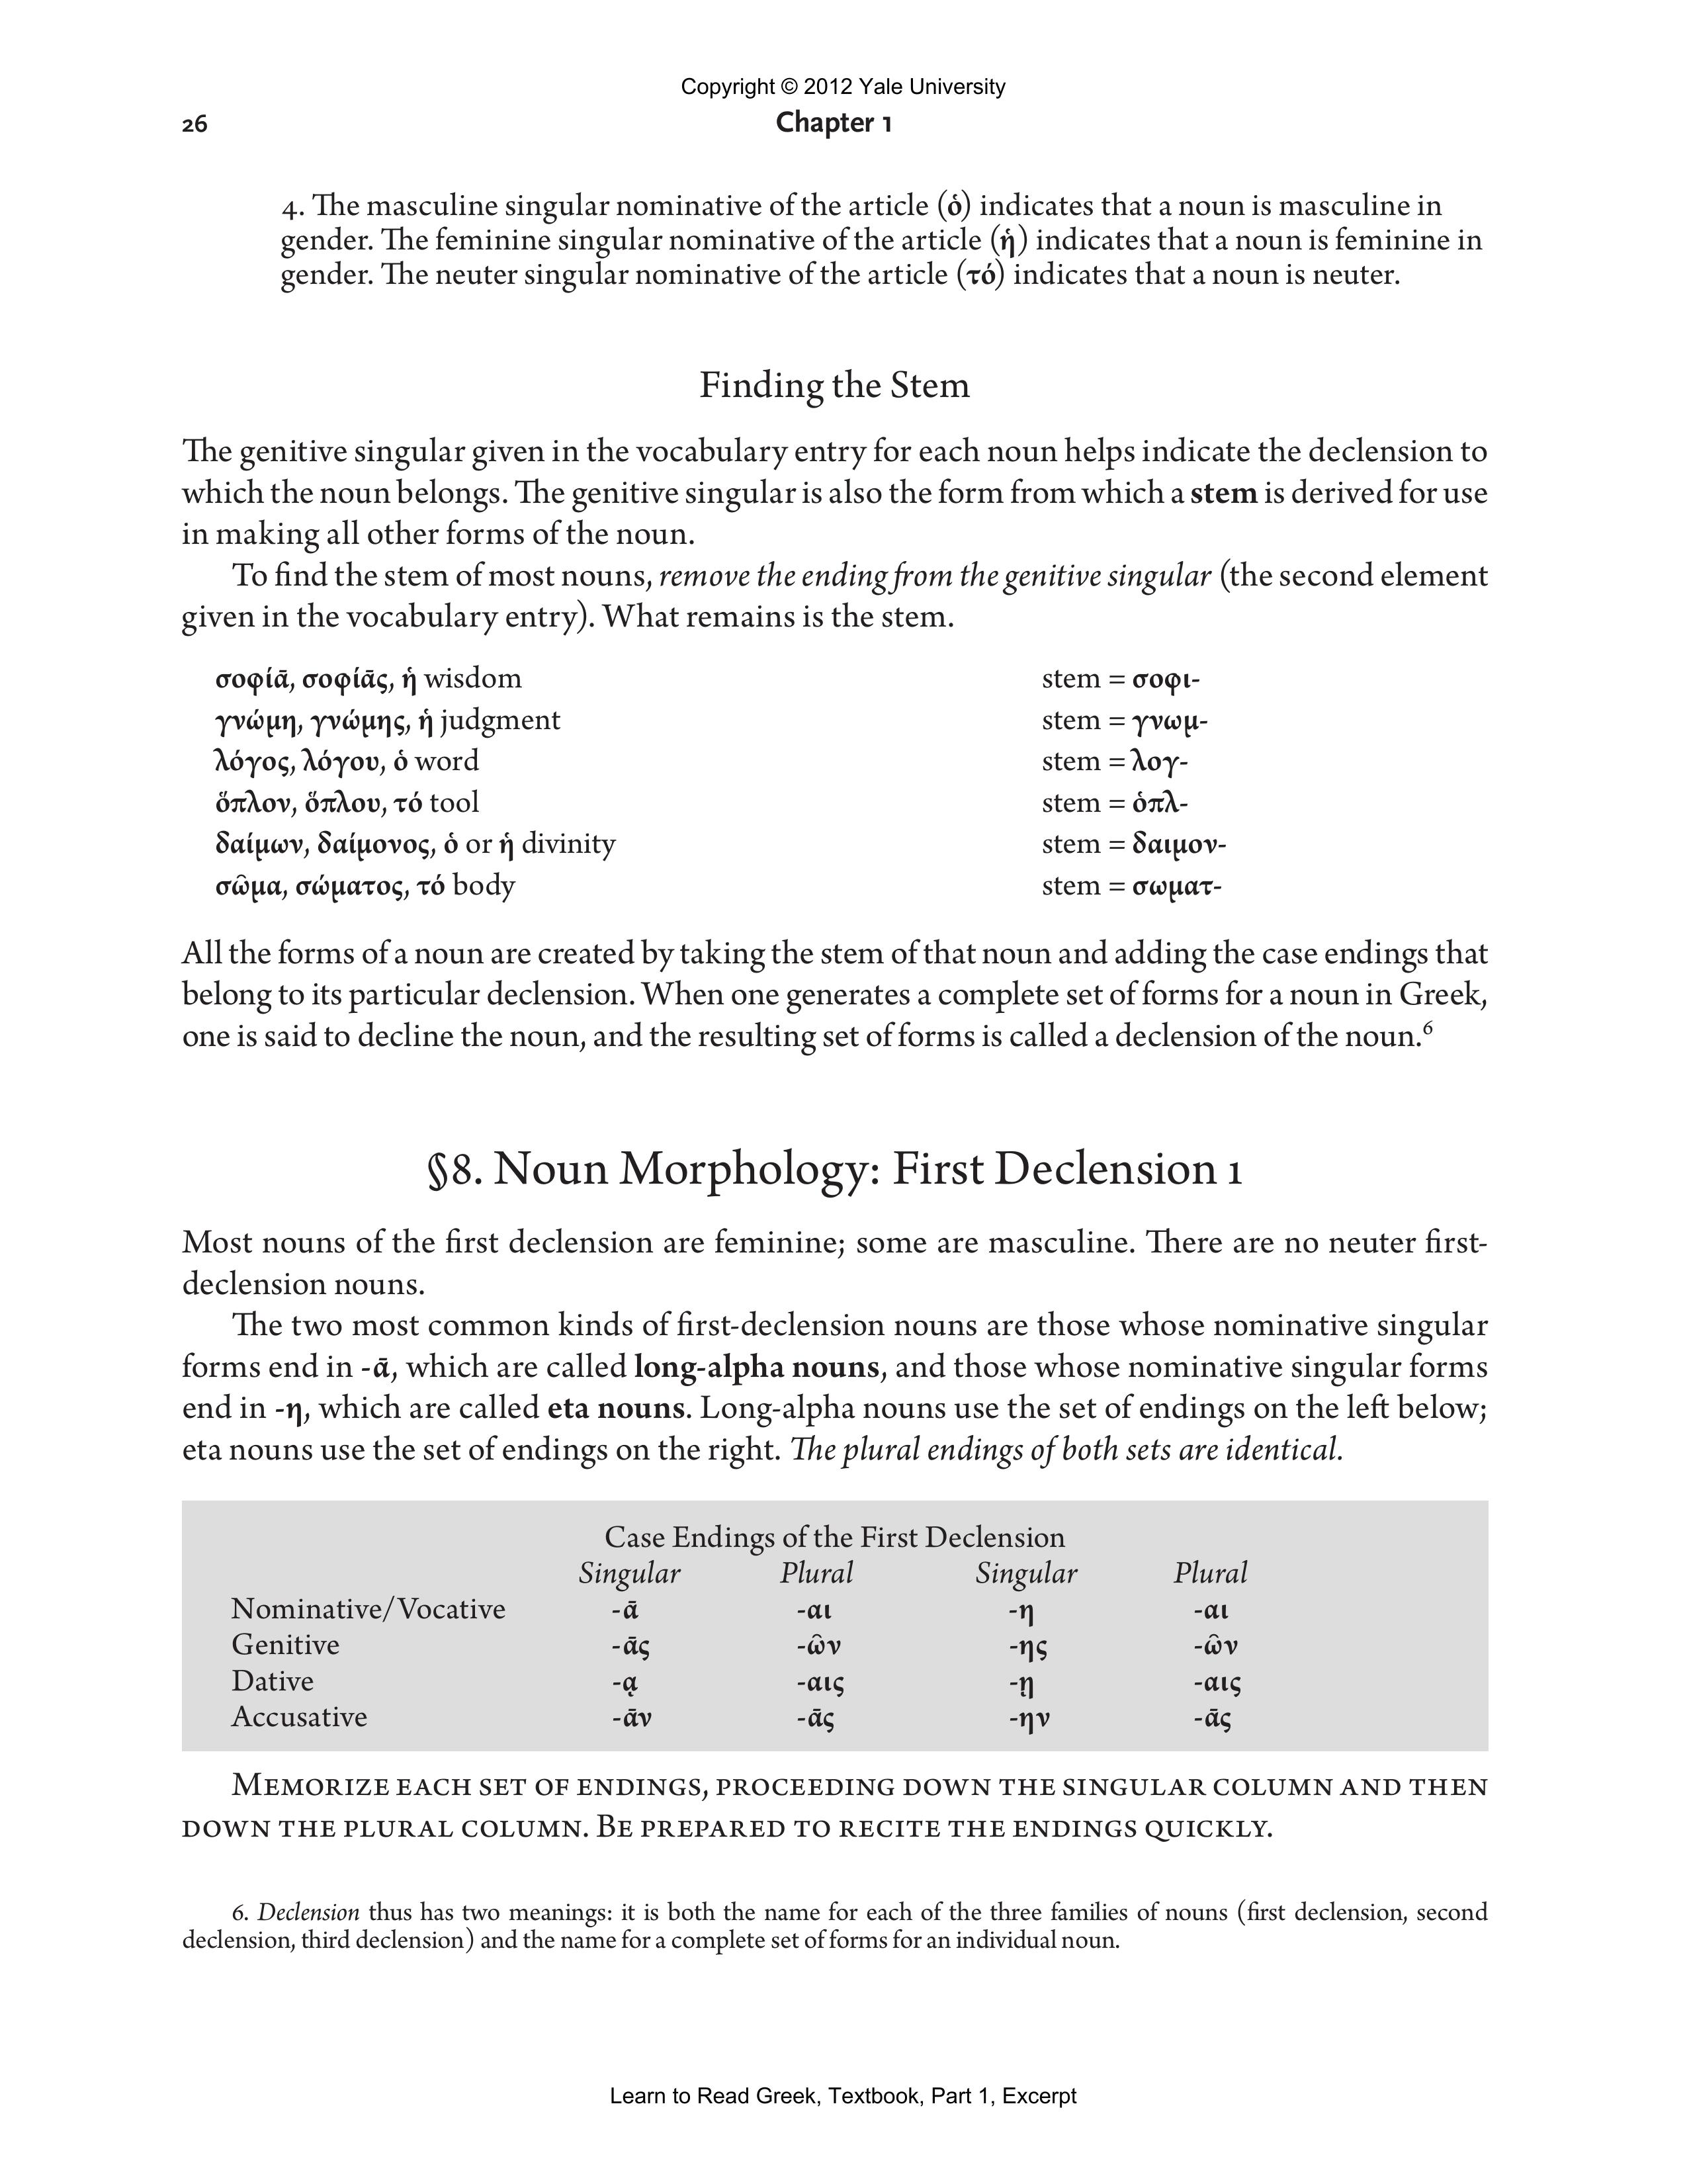 Copyright © 2012 Yale University
26 Chapter 1
4. The masculine singular nominative of the article (ὁ) indicates that a noun is masculine in
gender. The feminine singular nominative of the article (ἡ) indicates that a noun is feminine in
gender. The neuter singular nominative of the article (τό) indicates that a noun is neuter.
Finding the Stem
The genitive singular given in the vocabulary entry for each noun helps indicate the declension to
which the noun belongs. The genitive singular is also the form from which a stem is derived for use
in making all other forms of the noun.
To find the stem of most nouns, remove the ending from the genitive singular (the second element
given in the vocabulary entry). What remains is the stem.
σοφίᾱ, σοφίᾱς, ἡ wisdom stem = σοφι-
γνώμη, γνώμης, ἡ judgment stem = γνωμ-
λόγος, λόγου, ὁ word stem = λογ-
ὅπλον, ὅπλου, τό tool stem = ὁπλ-
δαίμων, δαίμονος, ὁ or ἡ divinity stem = δαιμον-
σῶμα, σώματος, τό body stem = σωματ-
All the forms of a noun are created by taking the stem of that noun and adding the case endings that
belong to its particular declension. When one generates a complete set of forms for a noun in Greek,
one is said to decline the noun, and the resulting set of forms is called a declension of the noun.⁶
§8. Noun Morphology: First Declension 1
Most nouns of the first declension are feminine; some are masculine. There are no neuter first-
declension nouns.
The two most common kinds of first-declension nouns are those whose nominative singular
forms end in -ᾱ, which are called long-alpha nouns, and those whose nominative singular forms
end in -η, which are called eta nouns. Long-alpha nouns use the set of endings on the left below;
eta nouns use the set of endings on the right. The plural endings of both sets are identical.
Case Endings of the First Declension
Singular Plural Singular Plural
Nominative/Vocative -ᾱ -αι -η -αι
Genitive -ᾱς -ῶν -ης -ῶν
Dative -ᾳ -αις -ῃ -αις
Accusative -ᾱν -ᾱς -ην -ᾱς
Memorize each set of endings, proceeding down the singular column and then
down the plural column. Be prepared to recite the endings quickly.
6. Declension thus has two meanings: it is both the name for each of the three families of nouns (first declension, second
declension, third declension) and the name for a complete set of forms for an individual noun.
Learn to Read Greek, Textbook, Part 1, Excerpt